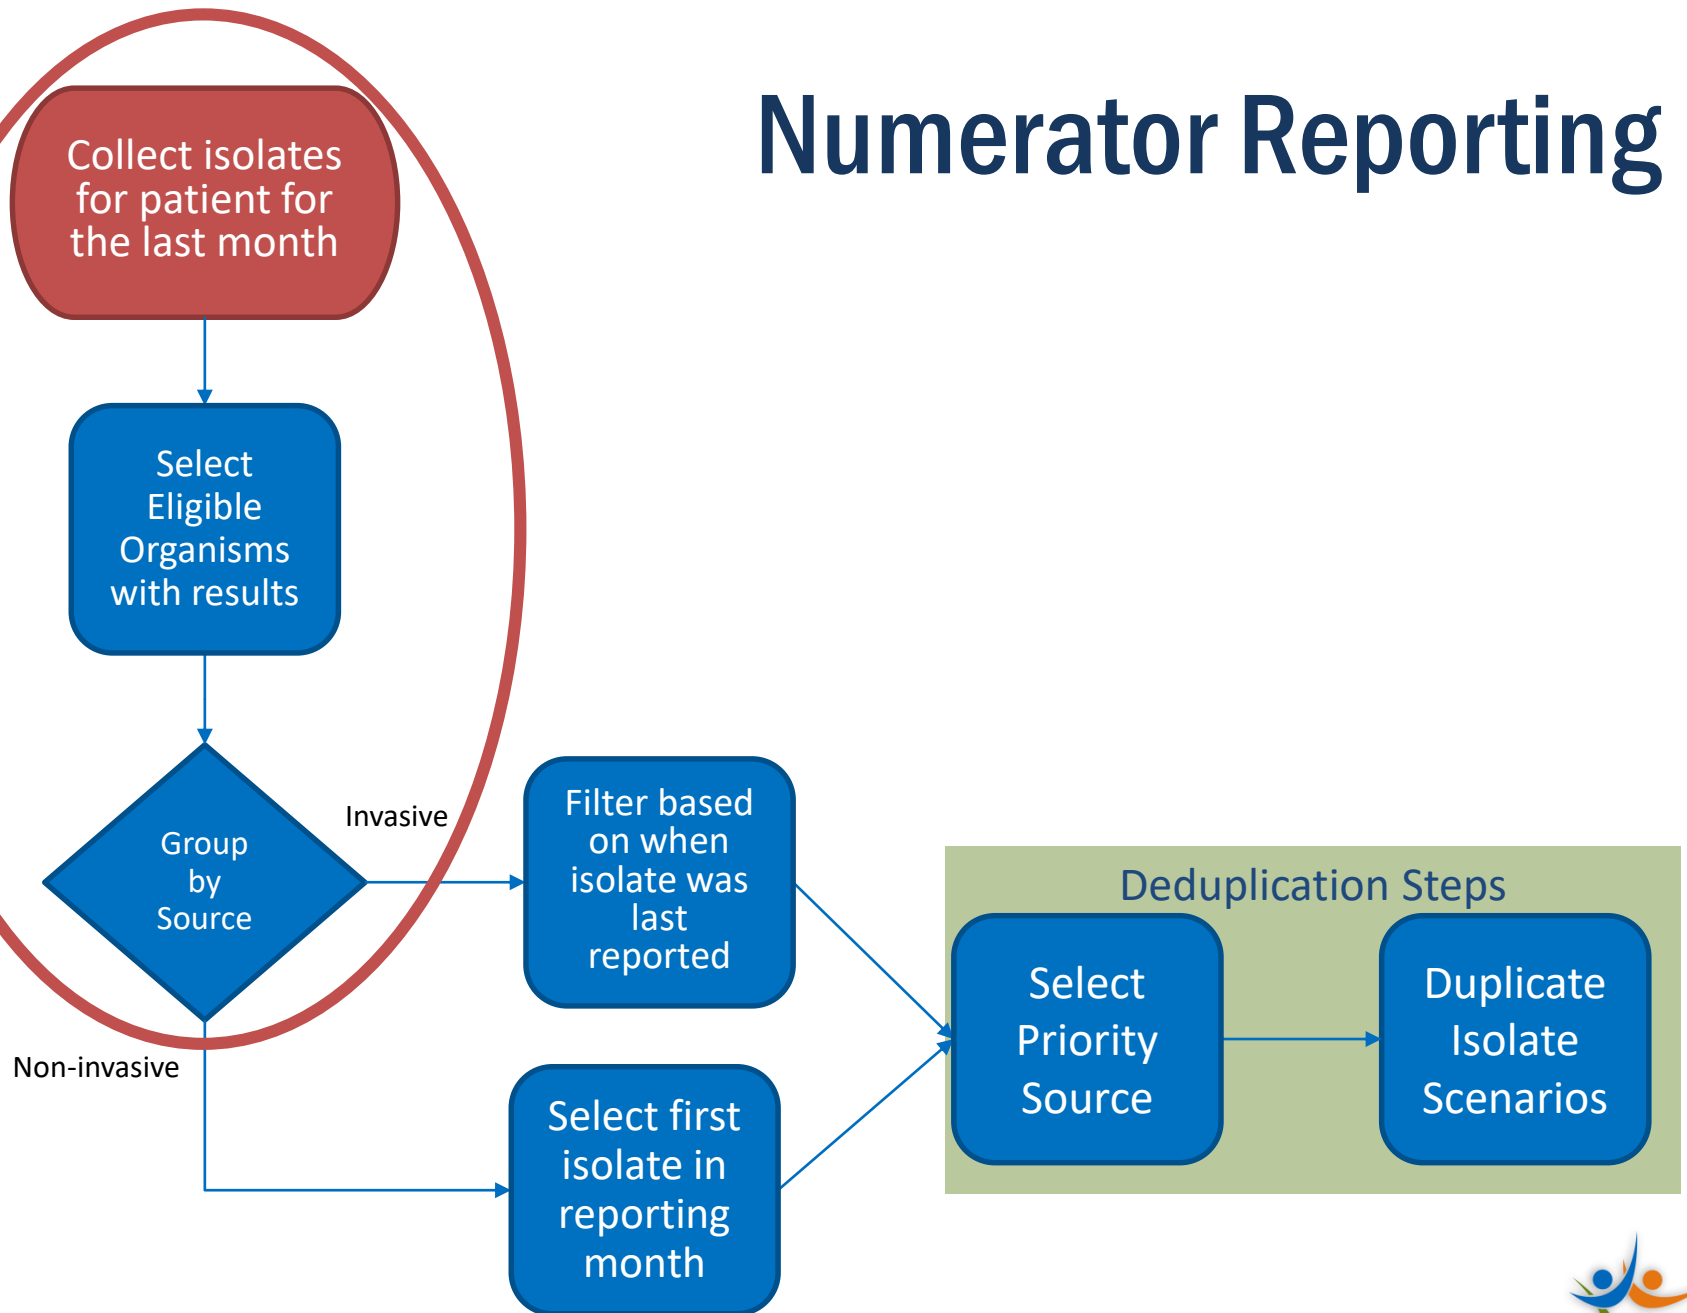 Numerator Reporting
Collect isolates
for patient for
the last month
Select
Eligible
Organisms
with results
Group
by
Source
Invasive
Non-invasive
Filter based
on when
isolate was
last
reported
Select first
isolate in
reporting
month
Deduplication Steps
Select
Priority
Source
Duplicate
Isolate
Scenarios